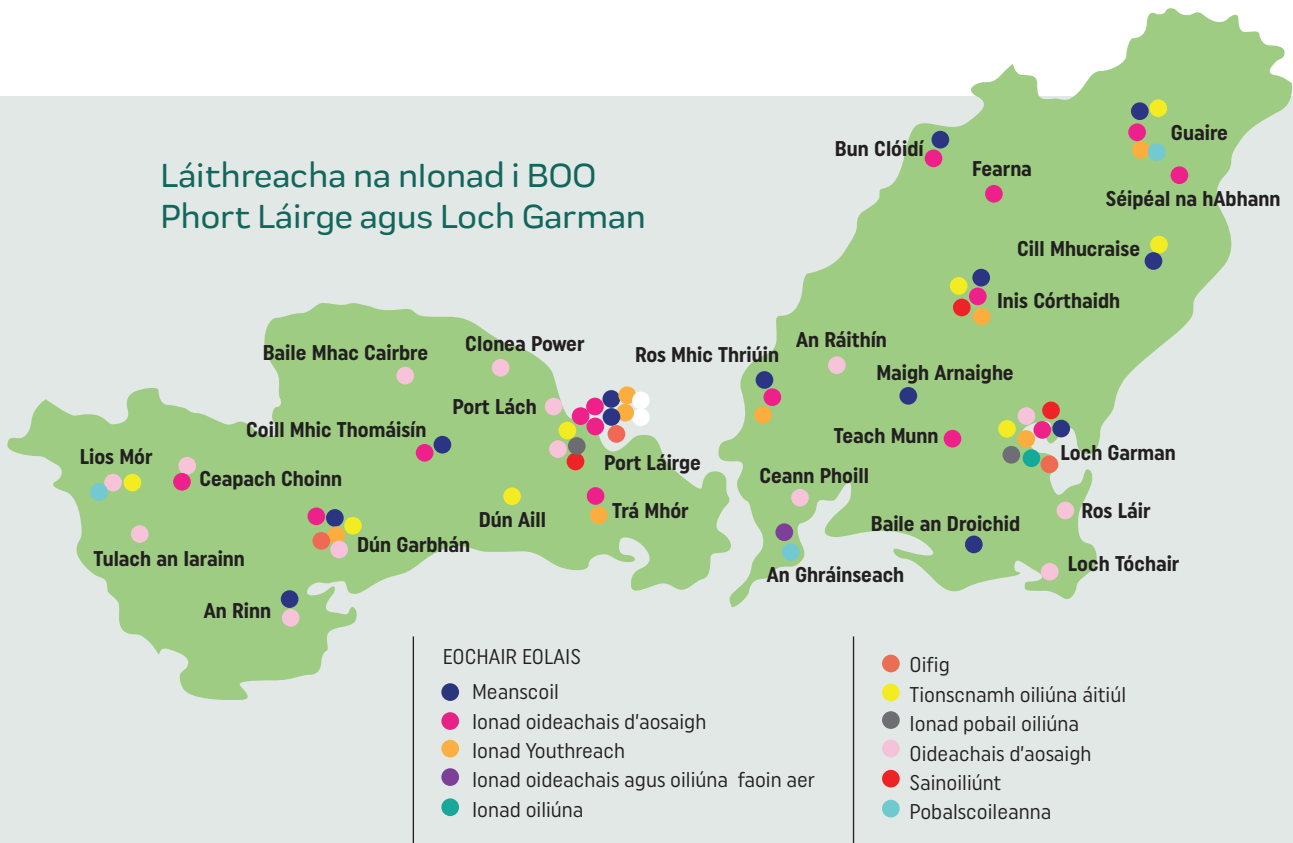 Láithreacha na nIonad i BOO
Phort Láirge agus Loch Garman
Guaire
Bun Clóidí
Fearna
Séipéal na hAbhann
Cill Mhucraise
Inis Córthaidh
Baile Mhac Cairbre
Clonea Power
Ros Mhic Thriúin
An Ráithín
Maigh Arnaighe
Port Lách
Coill Mhic Thomáisín
Teach Munn
Lios Mór
Ceapach Choinn
Port Láirge
Loch Garman
Ceann Phoill
Dún Aill
Trá Mhór
Ros Láir
Baile an Droichid
Tulach an Iarainn
Dún Garbhán
An Ghráinseach
Loch Tóchair
An Rinn
EOCHAIR EOLAIS
Meanscoil
Ionad oideachais d'aosaigh
Ionad Youthreach
Ionad oideachais agus oiliúna faoin aer
Ionad oiliúna
Oifig
Tionscnamh oiliúna áitiúl
Ionad pobail oiliúna
Oideachais d'aosaigh
Sainoiliúnt
Pobalscoileanna